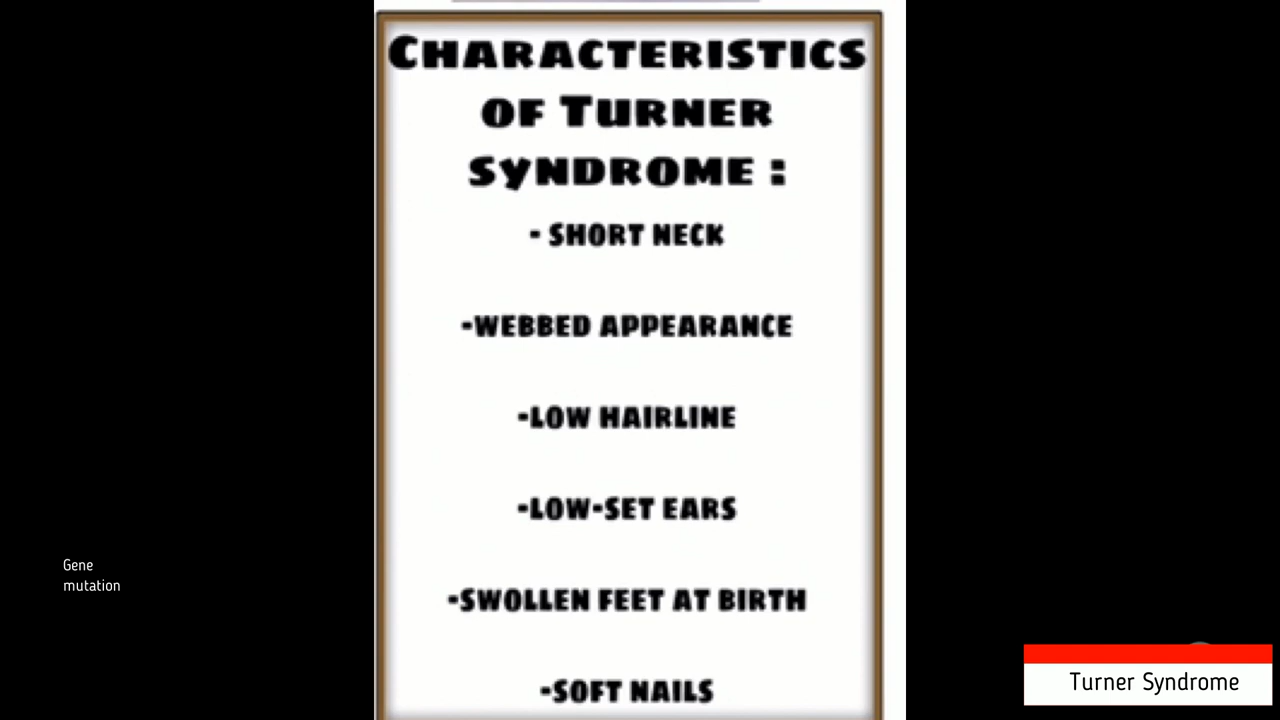 CHARACTERISTICS
OF TURNER
SYNDROME :
- SHORT NECK
-WEBBED APPEARANCE
-LOW HAIRLINE
-LOW-SET EARS
-SWOLLEN FEET AT BIRTH
-SOFT NAILS
Gene
mutation
Turner Syndrome